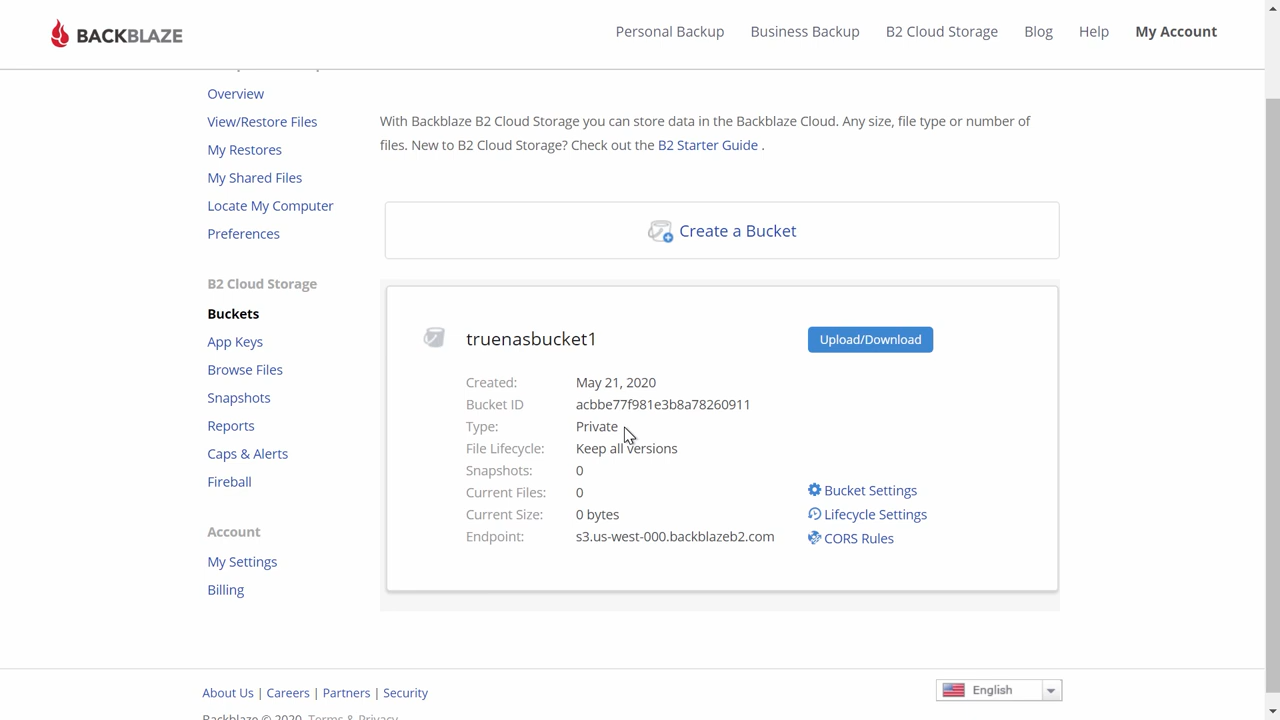 BACKBLAZE
Personal Backup
Business Backup
B2 Cloud Storage
Blog
Help
My Account
Overview
View/Restore Files
My Restores
My Shared Files
Locate My Computer
Preferences
B2 Cloud Storage
Buckets
App Keys
Browse Files
Snapshots
Reports
Caps & Alerts
Fireball
Account
My Settings
Billing
With Backblaze B2 Cloud Storage you can store data in the Backblaze Cloud. Any size, file type or number of
files. New to B2 Cloud Storage? Check out the B2 Starter Guide .
Create a Bucket
truenasbucket1
Upload/Download
Created: May 21, 2020
Bucket ID acbbe77f981e3b8a78260911
Type: Private
File Lifecycle: Keep all versions
Snapshots: 0
Current Files: 0
Current Size: 0 bytes
Endpoint: s3.us-west-000.backblazeb2.com
Bucket Settings
Lifecycle Settings
CORS Rules
About Us | Careers | Partners | Security
English
Backblaze © 2020 Terms & Privacy